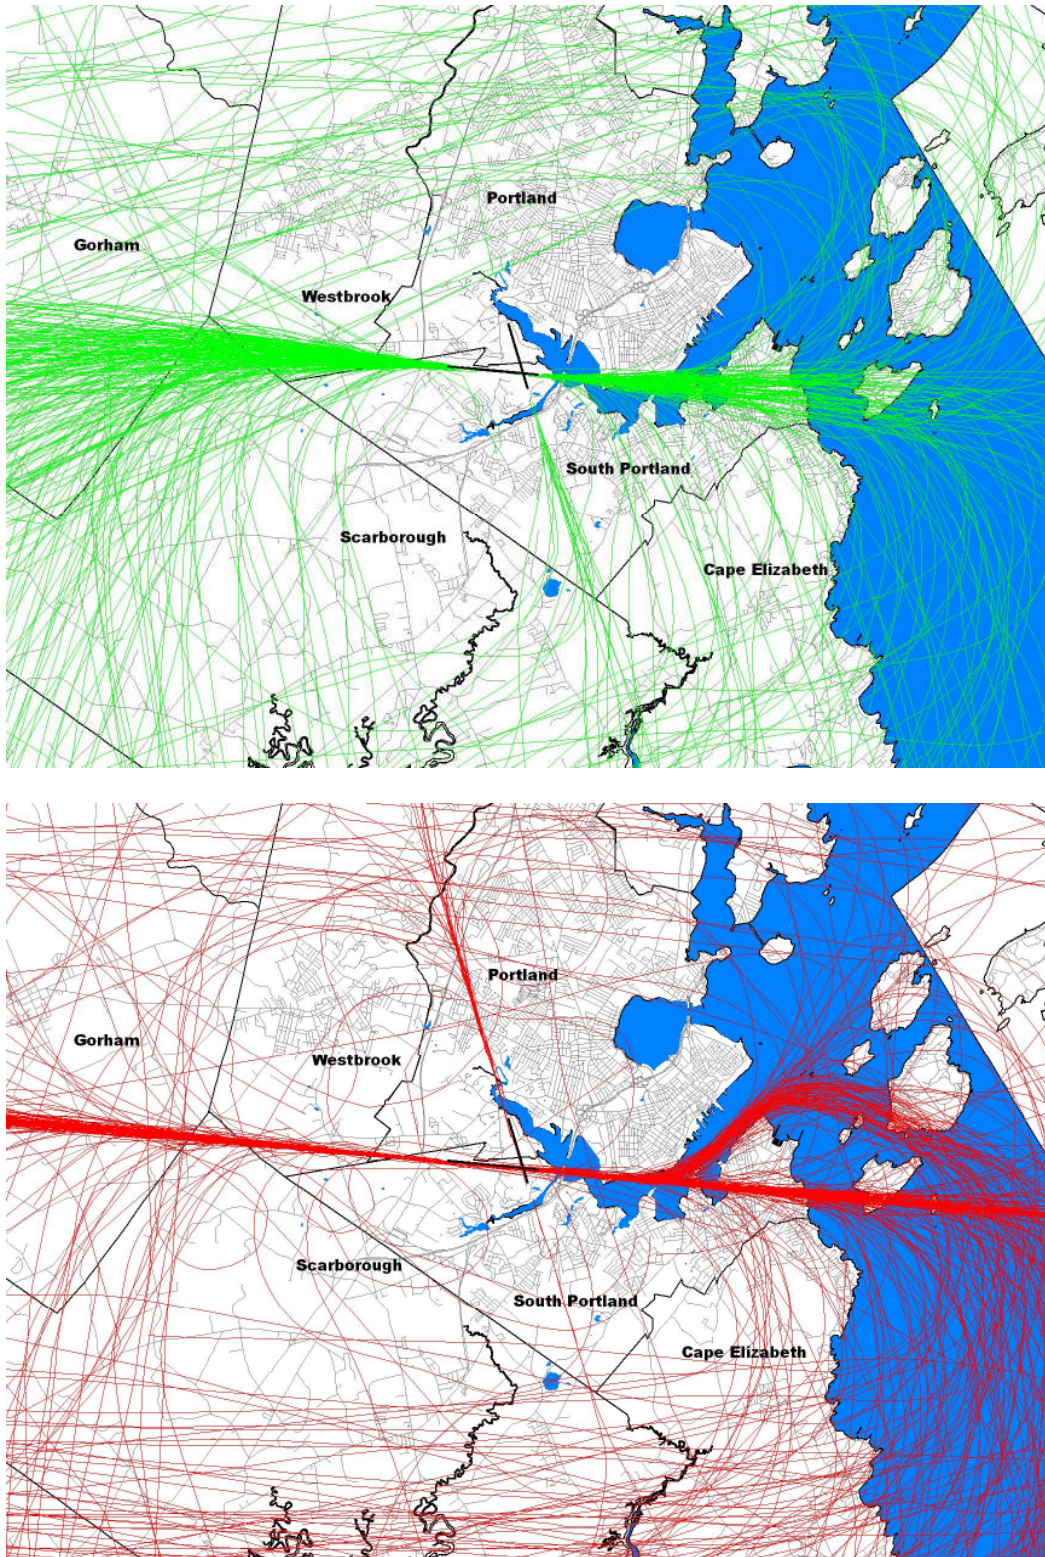 Portland
Gorham
Westbrook
South Portland
Scarborough
Cape Elizabeth
Portland
Gorham
Westbrook
Scarborough
South Portland
Cape Elizabeth